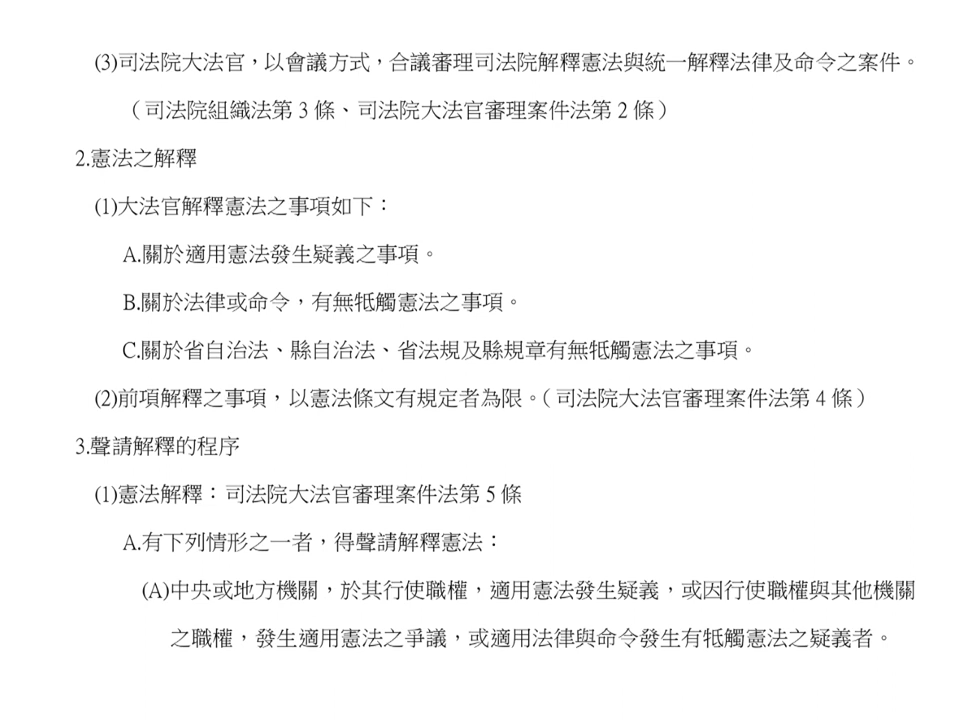 (3)司法院大法官，以會議方式，合議審理司法院解釋憲法與統一解釋法律及命令之案件。
（司法院組織法第 3 條、司法院大法官審理案件法第 2 條）
2.憲法之解釋
(1)大法官解釋憲法之事項如下：
A.關於適用憲法發生疑義之事項。
B.關於法律或命令，有無牴觸憲法之事項。
C.關於省自治法、縣自治法、省法規及縣規章有無牴觸憲法之事項。
(2)前項解釋之事項，以憲法條文有規定者為限。（司法院大法官審理案件法第 4 條）
3.聲請解釋的程序
(1)憲法解釋：司法院大法官審理案件法第 5 條
A.有下列情形之一者，得聲請解釋憲法：
(A)中央或地方機關，於其行使職權，適用憲法發生疑義，或因行使職權與其他機關
之職權，發生適用憲法之爭議，或適用法律與命令發生有牴觸憲法之疑義者。